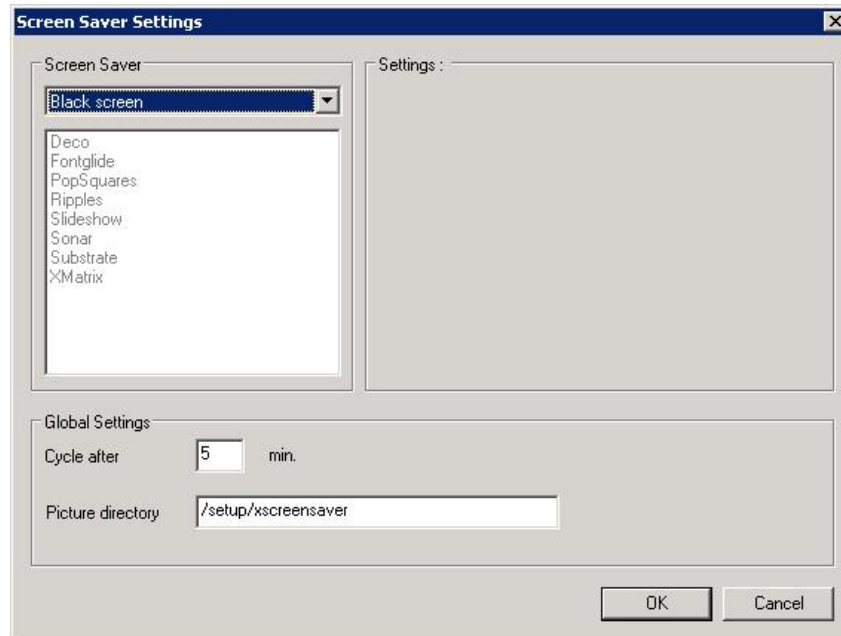 Screen Saver Settings
Screen Saver
Black screen
Deco
Fontglide
PopSquares
Ripples
Slideshow
Sonar
Substrate
XMatrix
Settings :
Global Settings
Cycle after 5 min.
Picture directory /setup/xscreensaver
OK Cancel